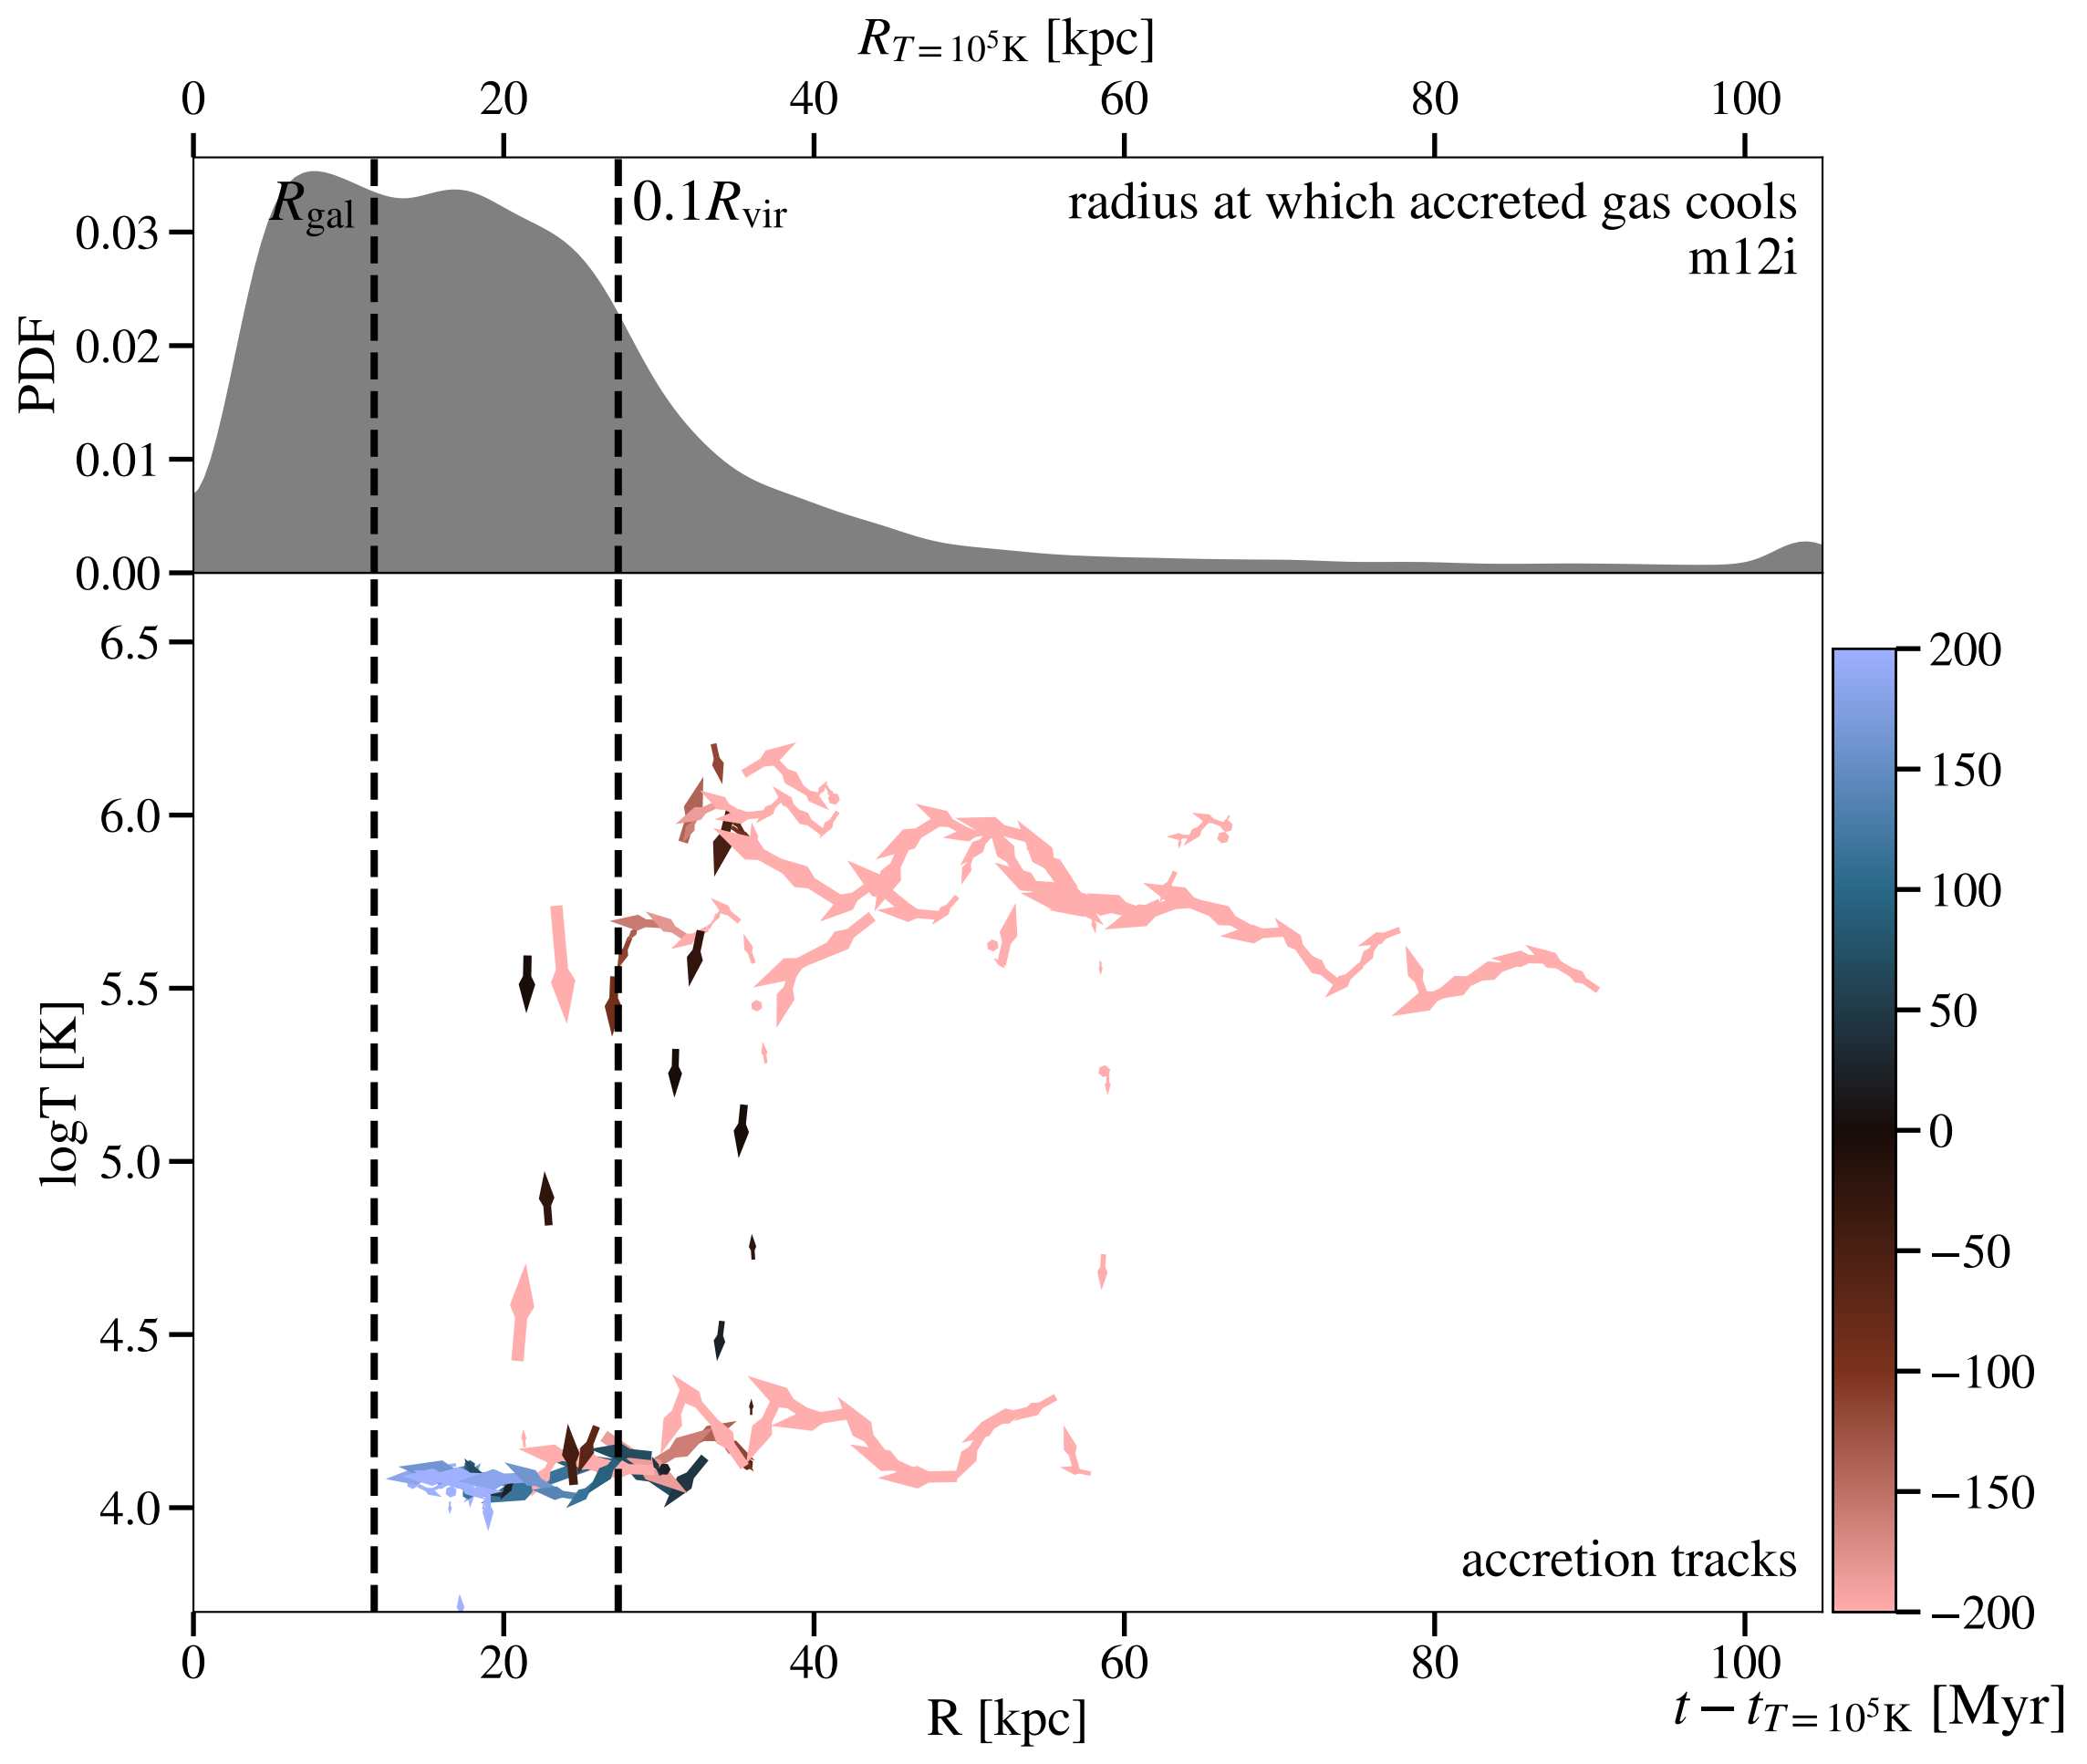 R_{T=10^5K} [kpc]
0 20 40 60 80 100
R_gal
0.1R_vir
radius at which accreted gas cools
m12i
PDF
0.03
0.02
0.01
0.00
logT [K]
6.5
6.0
5.5
5.0
4.5
4.0
accretion tracks
200
150
100
50
0
−50
−100
−150
−200
0 20 40 60 80 100
R [kpc]
t − t_{T=10^5K} [Myr]